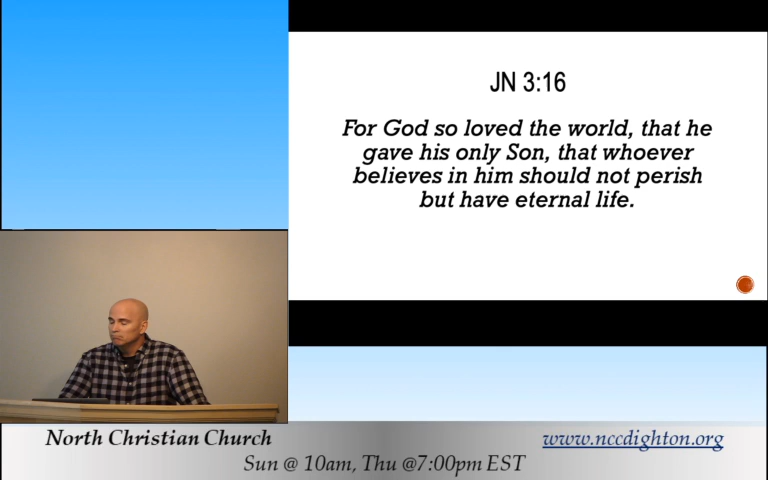 JN 3:16
For God so loved the world, that he
gave his only Son, that whoever
believes in him should not perish
but have eternal life.
North Christian Church
www.nccdighton.org
Sun @ 10am, Thu @7:00pm EST